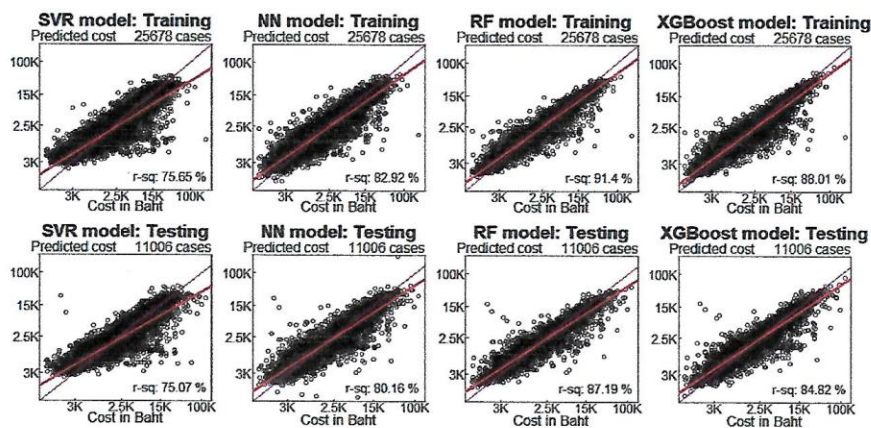 SVR model: Training
Predicted cost 25678 cases
100K
15K
2.5K
3K
r-sq: 75.65 %
3K 2.5K 15K 100K
Cost in Baht
NN model: Training
Predicted cost 25678 cases
100K
15K
2.5K
3K
r-sq: 82.92 %
3K 2.5K 15K 100K
Cost in Baht
RF model: Training
Predicted cost 25678 cases
100K
15K
2.5K
3K
r-sq: 91.4 %
3K 2.5K 15K 100K
Cost in Baht
XGBoost model: Training
Predicted cost 25678 cases
100K
15K
2.5K
3K
r-sq: 88.01 %
3K 2.5K 15K 100K
Cost in Baht
SVR model: Testing
Predicted cost 11006 cases
100K
15K
2.5K
3K
r-sq: 75.07 %
3K 2.5K 15K 100K
Cost in Baht
NN model: Testing
Predicted cost 11006 cases
100K
15K
2.5K
3K
r-sq: 80.16 %
3K 2.5K 15K 100K
Cost in Baht
RF model: Testing
Predicted cost 11006 cases
100K
15K
2.5K
3K
r-sq: 87.19 %
3K 2.5K 15K 100K
Cost in Baht
XGBoost model: Testing
Predicted cost 11006 cases
100K
15K
2.5K
3K
r-sq: 84.82 %
3K 2.5K 15K 100K
Cost in Baht